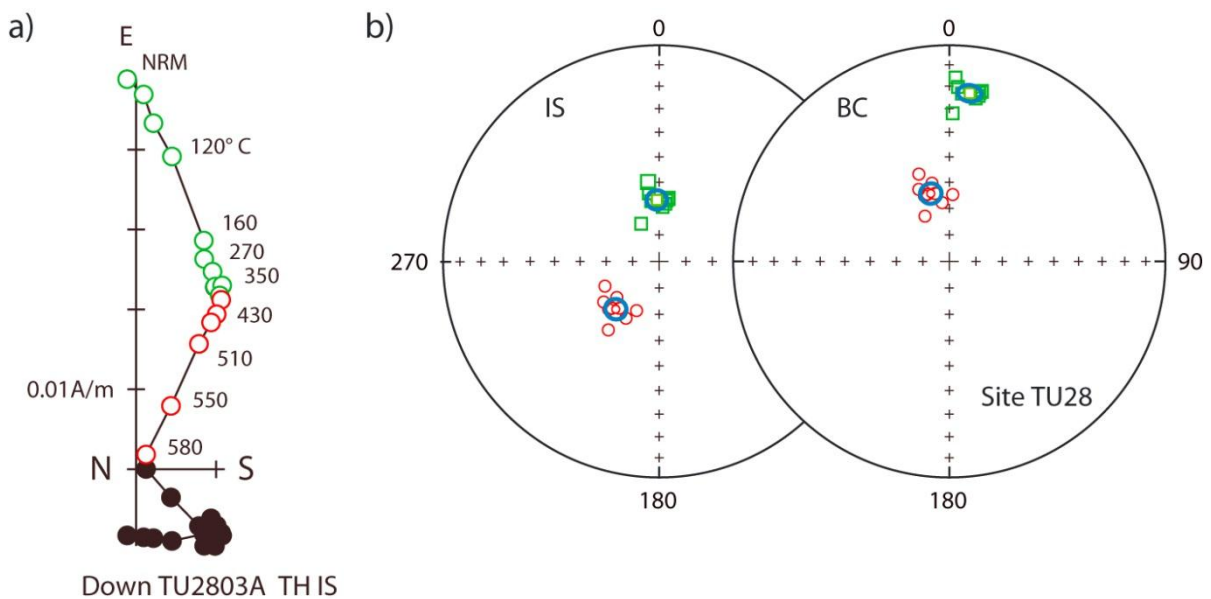 a)
E
NRM
120° C
160
270
350
430
510
0.01A/m
550
580
N
S
Down TU2803A TH IS
b)
0
0
IS
BC
270
90
Site TU28
180
180